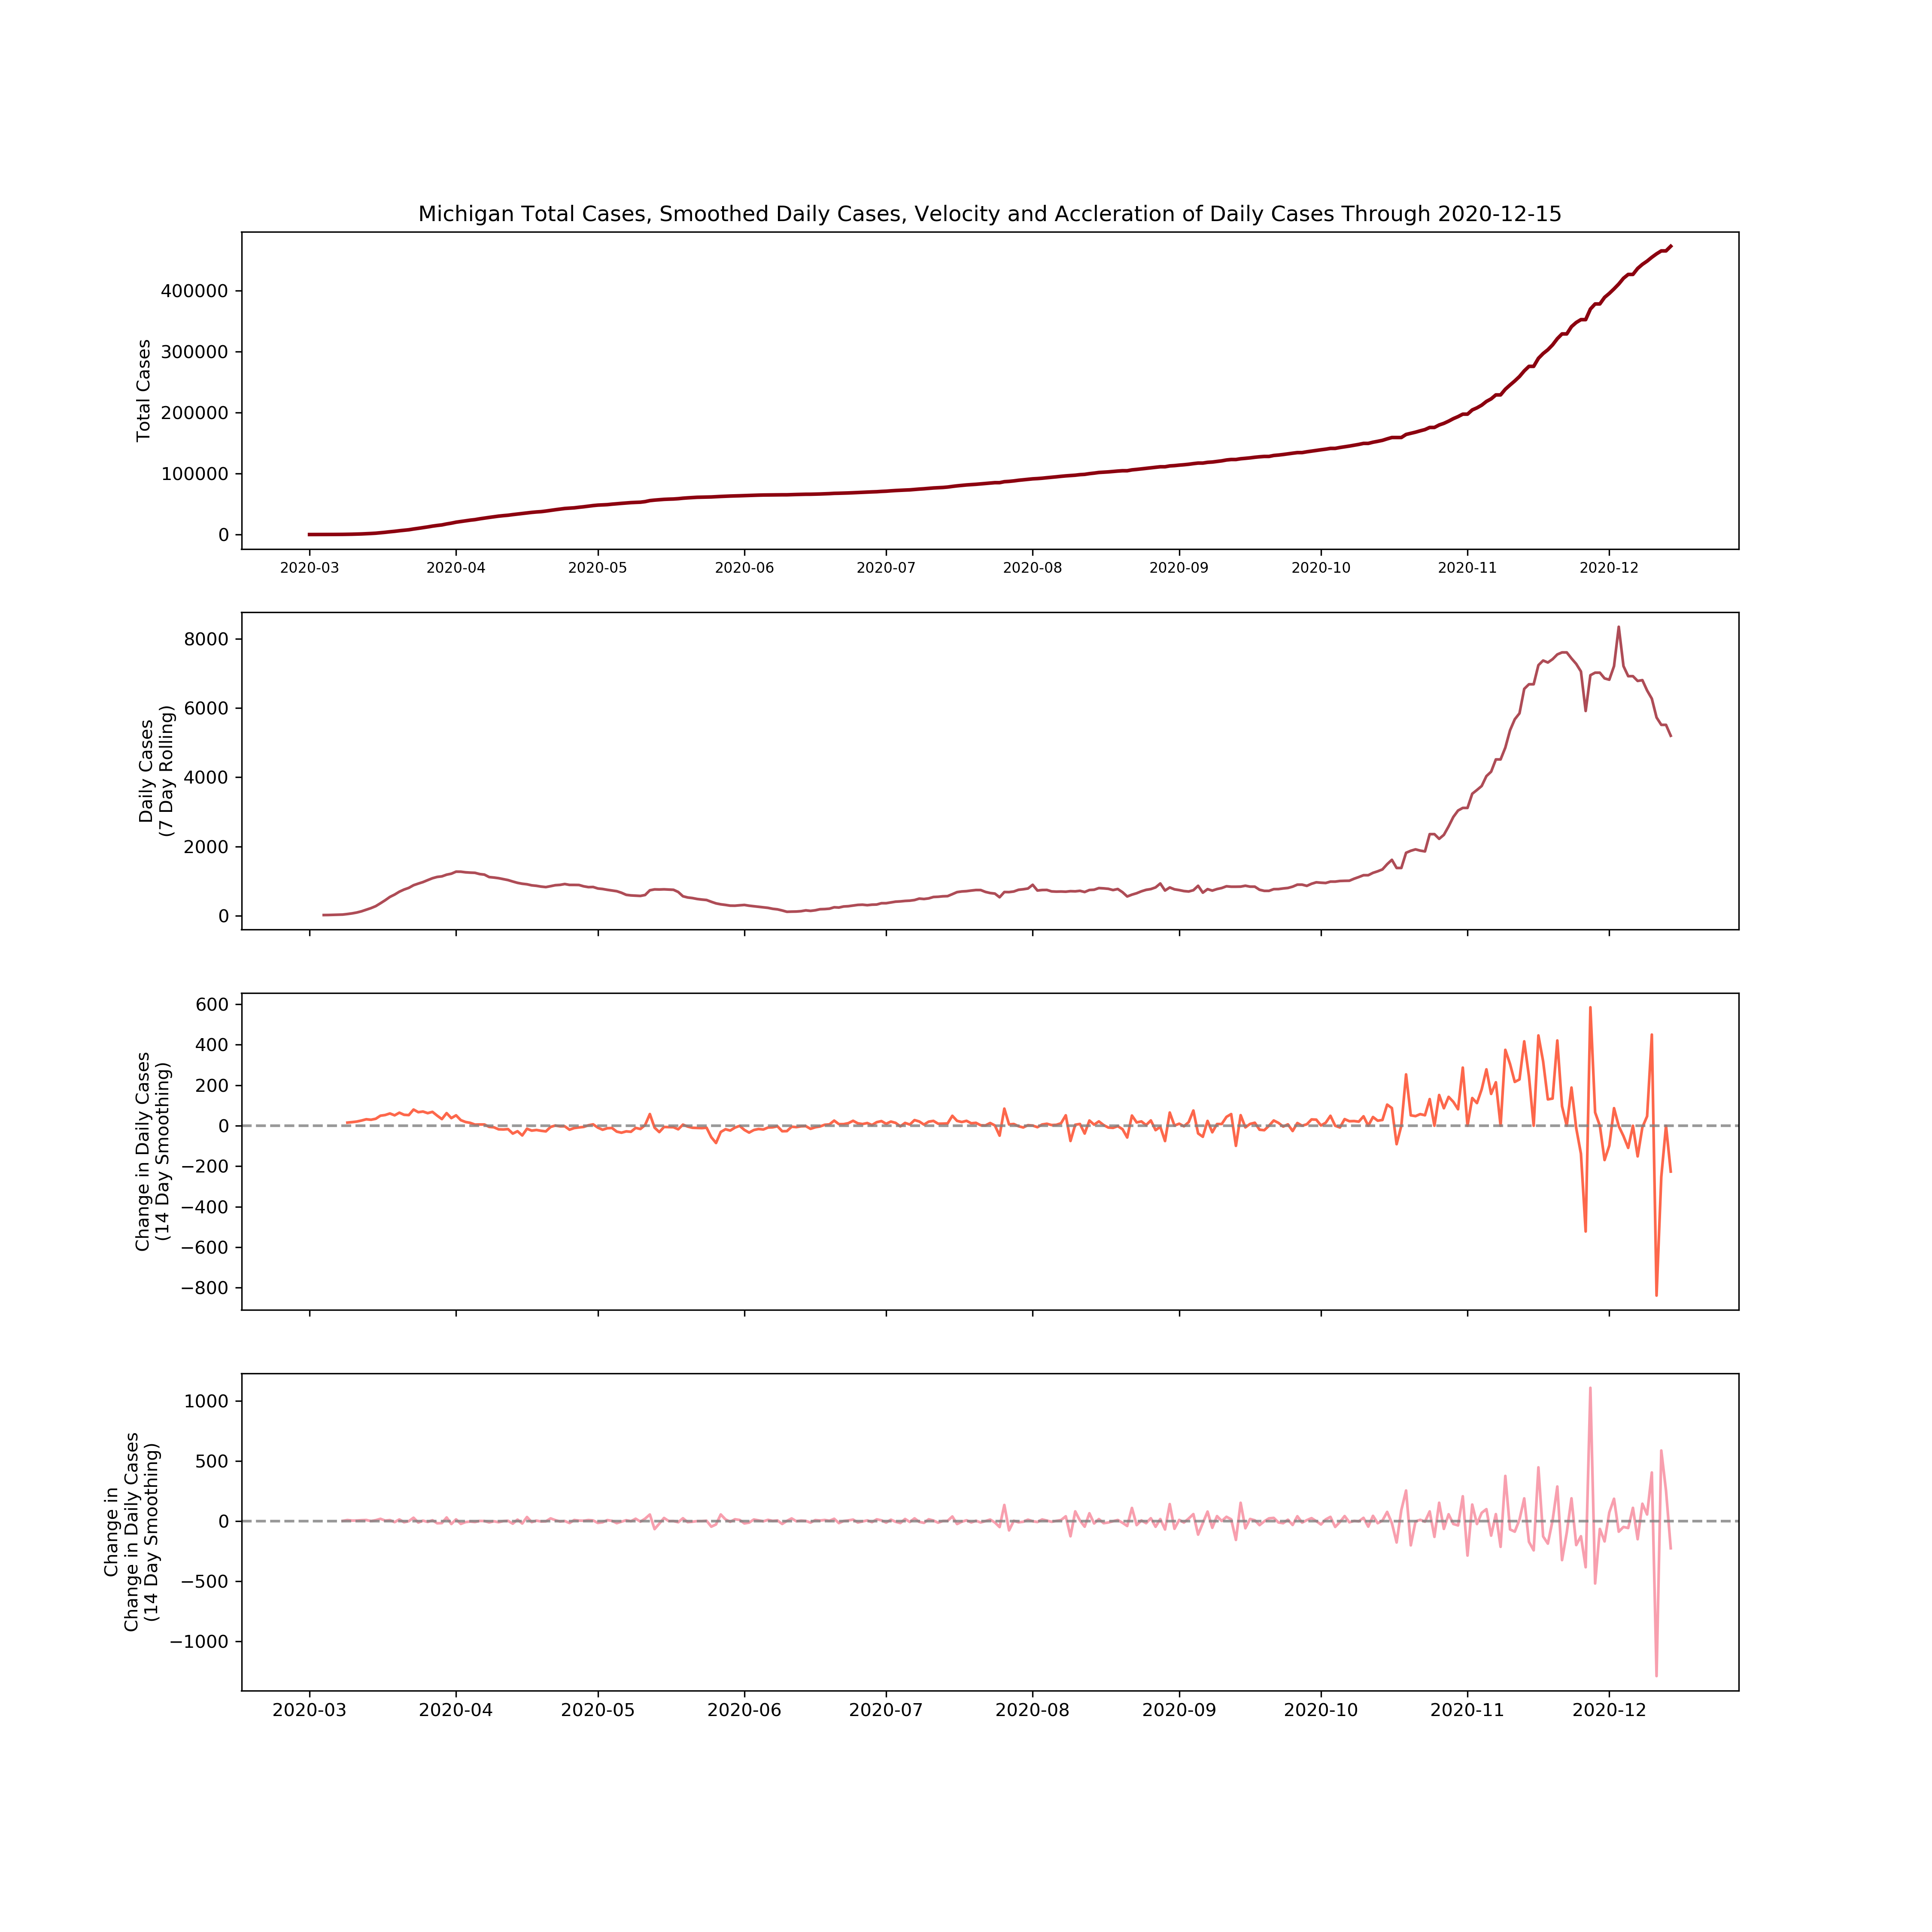 Michigan Total Cases, Smoothed Daily Cases, Velocity and Accleration of Daily Cases Through 2020-12-15
Total Cases
400000
300000
200000
100000
0
2020-03 2020-04 2020-05 2020-06 2020-07 2020-08 2020-09 2020-10 2020-11 2020-12
Daily Cases
(7 Day Rolling)
8000
6000
4000
2000
0
Change in Daily Cases
(14 Day Smoothing)
600
400
200
0
−200
−400
−600
−800
Change in
Change in Daily Cases
(14 Day Smoothing)
1000
500
0
−500
−1000
2020-03 2020-04 2020-05 2020-06 2020-07 2020-08 2020-09 2020-10 2020-11 2020-12